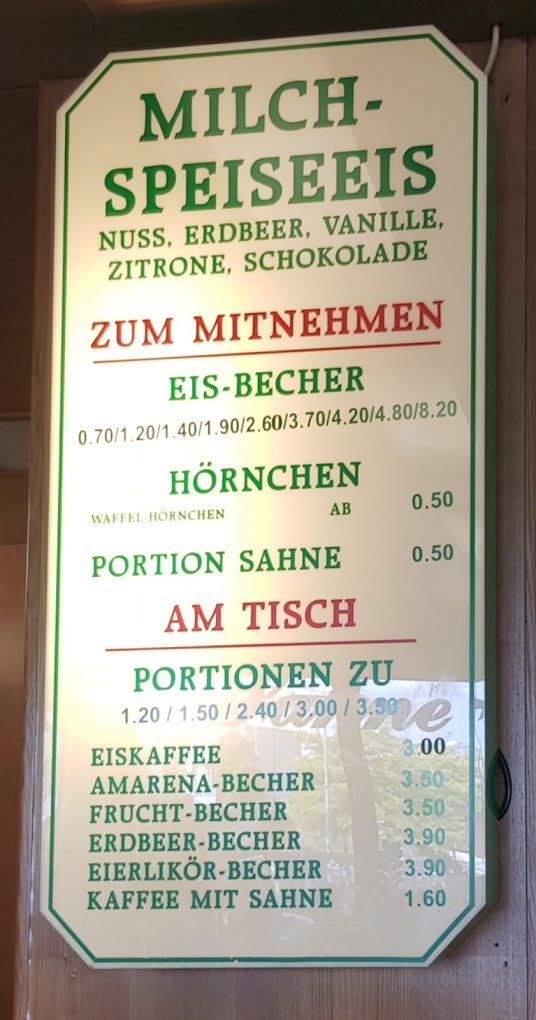 MILCH-
SPEISEEIS
NUSS, ERDBEER, VANILLE,
ZITRONE, SCHOKOLADE
ZUM MITNEHMEN
EIS-BECHER
0.70/1.20/1.40/1.90/2.60/3.70/4.20/4.80/8.20
HÖRNCHEN
WAFFEL-HÖRNCHEN AB 0.50
PORTION SAHNE 0.50
AM TISCH
PORTIONEN ZU
1.20 / 1.50 / 2.40 / 3.00 / 3.50
EISKAFFEE 3.00
AMARENA-BECHER 3.50
FRUCHT-BECHER 3.50
ERDBEER-BECHER 3.90
EIERLIKÖR-BECHER 3.90
KAFFEE MIT SAHNE 1.60